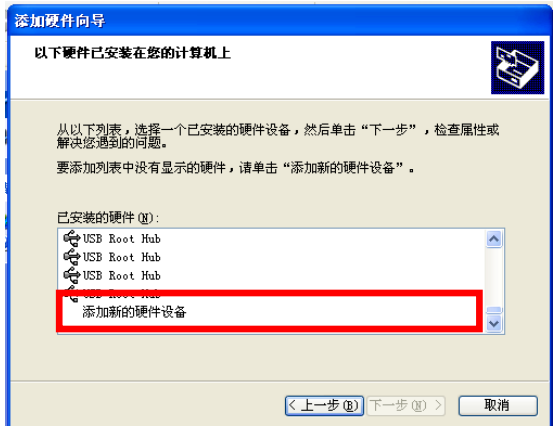 添加硬件向导
以下硬件已安装在您的计算机上
从以下列表，选择一个已安装的硬件设备，然后单击“下一步”，检查属性或
解决您遇到的问题。
要添加列表中没有显示的硬件，请单击“添加新的硬件设备”。
已安装的硬件(N):
USB Root Hub
USB Root Hub
USB Root Hub
USB Root Hub
添加新的硬件设备
< 上一步(B)
下一步(N) >
取消